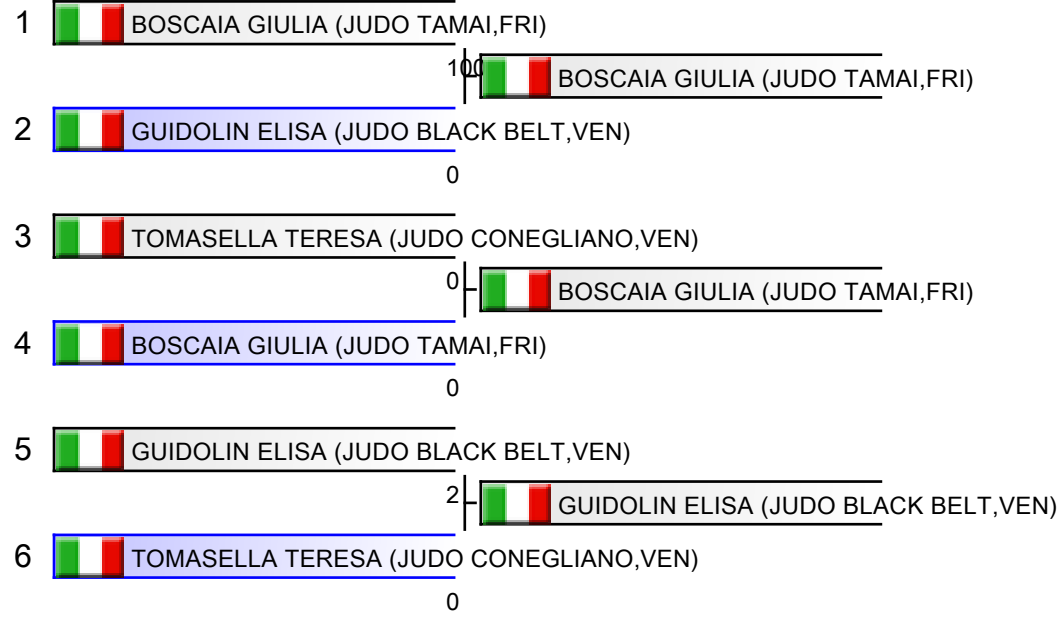 1 BOSCAIA GIULIA (JUDO TAMAI,FRI)
100 BOSCAIA GIULIA (JUDO TAMAI,FRI)
2 GUIDOLIN ELISA (JUDO BLACK BELT,VEN)
0
3 TOMASELLA TERESA (JUDO CONEGLIANO,VEN)
0 BOSCAIA GIULIA (JUDO TAMAI,FRI)
4 BOSCAIA GIULIA (JUDO TAMAI,FRI)
0
5 GUIDOLIN ELISA (JUDO BLACK BELT,VEN)
2 GUIDOLIN ELISA (JUDO BLACK BELT,VEN)
6 TOMASELLA TERESA (JUDO CONEGLIANO,VEN)
0